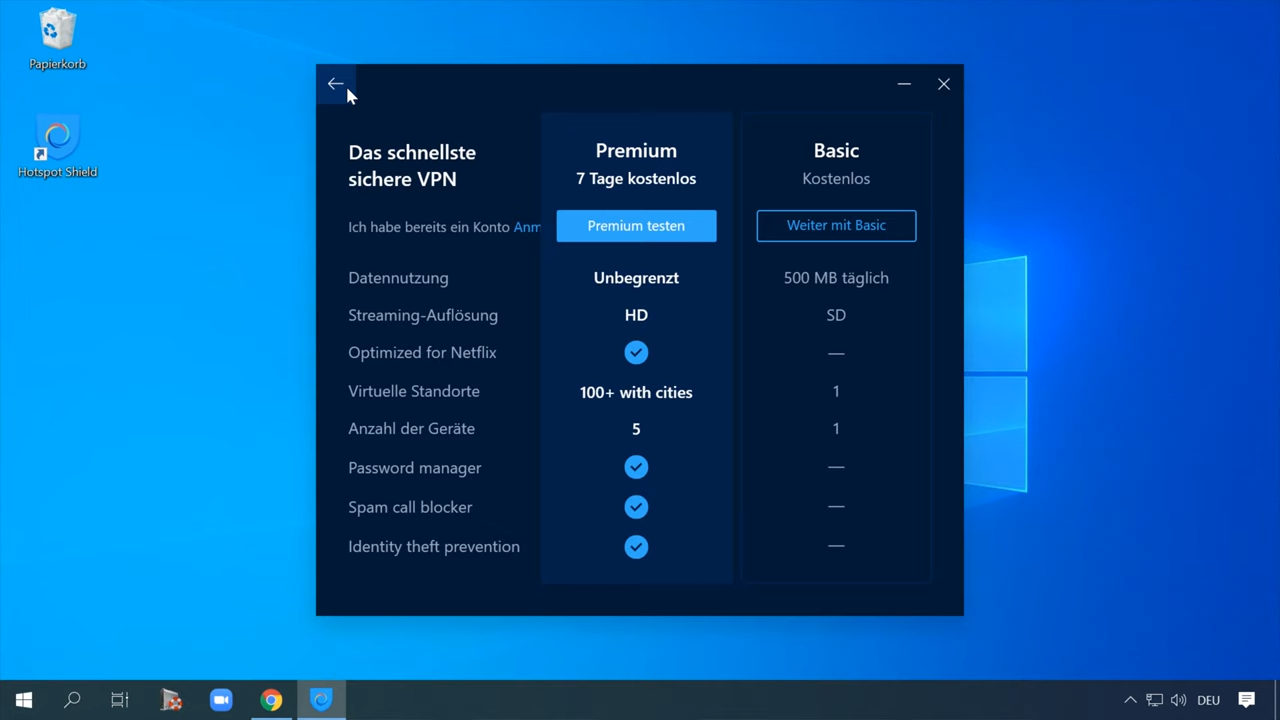 Papierkorb
Hotspot Shield
Das schnellste
sichere VPN
Ich habe bereits ein Konto Anm
Premium
7 Tage kostenlos
Premium testen
Basic
Kostenlos
Weiter mit Basic
Datennutzung Unbegrenzt 500 MB täglich
Streaming-Auflösung HD SD
Optimized for Netflix —
Virtuelle Standorte 100+ with cities 1
Anzahl der Geräte 5 1
Password manager —
Spam call blocker —
Identity theft prevention —
DEU